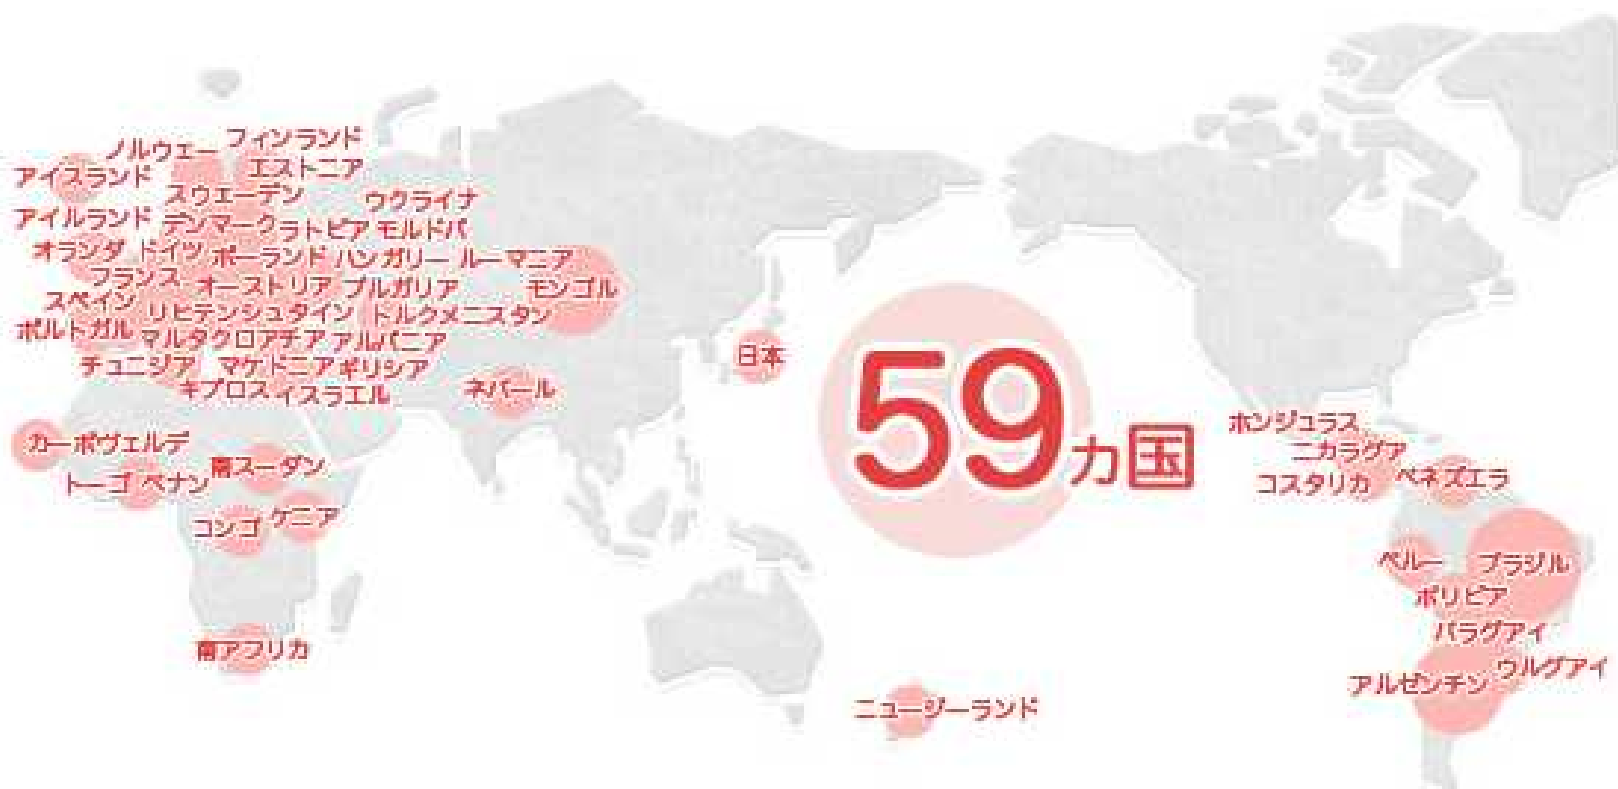 ノルウェー フィンランド
アイスランド エストニア
スウェーデン ウクライナ
アイルランド デンマーク ラトビア モルドバ
オランダ ドイツ ポーランド ハンガリー ルーマニア
フランス オーストリア ブルガリア モンゴル
スペイン リヒテンシュタイン トルクメニスタン
ポルトガル マルタ クロアチア アルバニア
チュニジア マケドニア ギリシア
キプロス イスラエル ネパール
日本
59カ国
カーボヴェルデ
南スーダン
トーゴ ベナン
コンゴ ケニア
南アフリカ
ニュージーランド
ホンジュラス
ニカラグア
コスタリカ ベネズエラ
ペルー ブラジル
ボリビア
パラグアイ
ウルグアイ
アルゼンチン